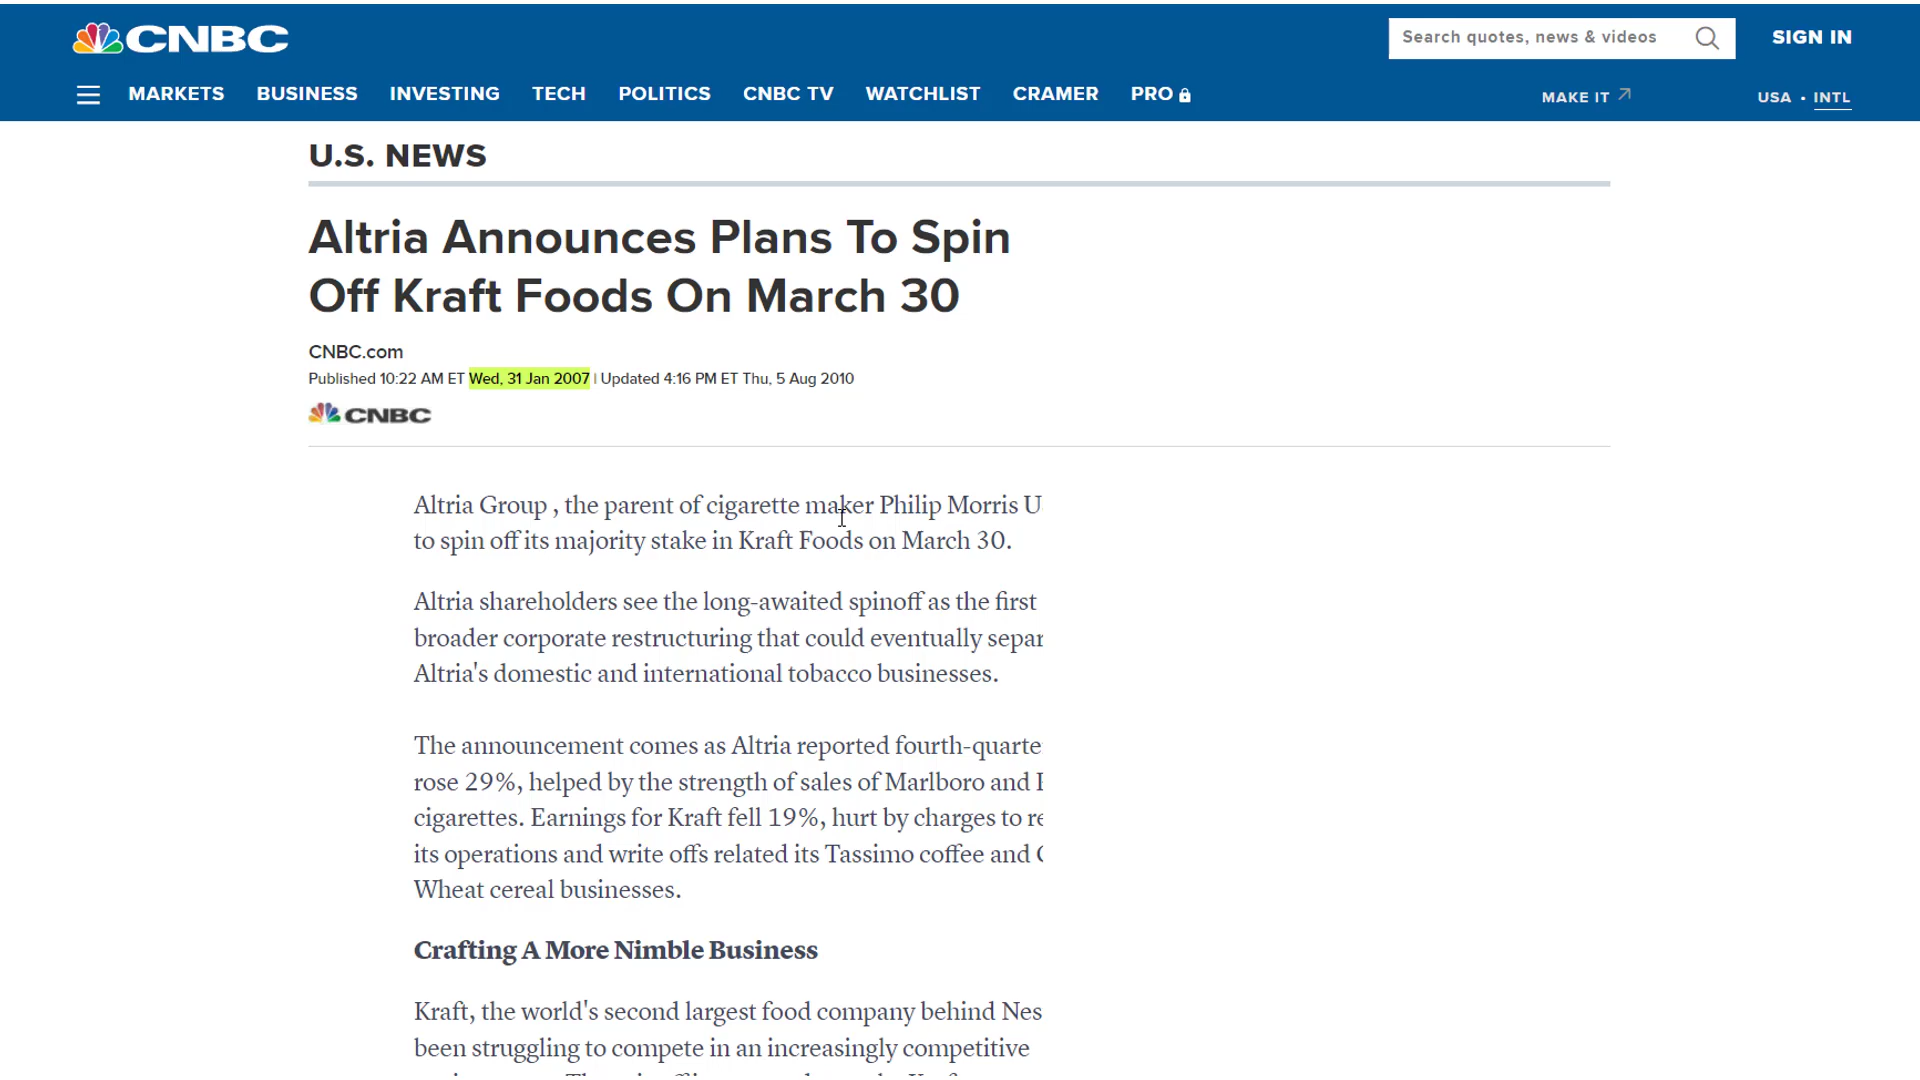 CNBC
Search quotes, news & videos
SIGN IN
MARKETS BUSINESS INVESTING TECH POLITICS CNBC TV WATCHLIST CRAMER PRO
MAKE IT
USA • INTL
U.S. NEWS
Altria Announces Plans To Spin
Off Kraft Foods On March 30
CNBC.com
Published 10:22 AM ET Wed, 31 Jan 2007 | Updated 4:16 PM ET Thu, 5 Aug 2010
CNBC
Altria Group , the parent of cigarette maker Philip Morris
to spin off its majority stake in Kraft Foods on March 30.
Altria shareholders see the long-awaited spinoff as the first
broader corporate restructuring that could eventually
Altria's domestic and international tobacco businesses.
The announcement comes as Altria reported
rose 29%, helped by the strength of sales of Marlboro and
cigarettes. Earnings for Kraft fell 19%, hurt by charges to
its operations and write offs related its Tassimo coffee and
Wheat cereal businesses.
Crafting A More Nimble Business
Kraft, the world's second largest food company behind
been struggling to compete in an increasingly competitive